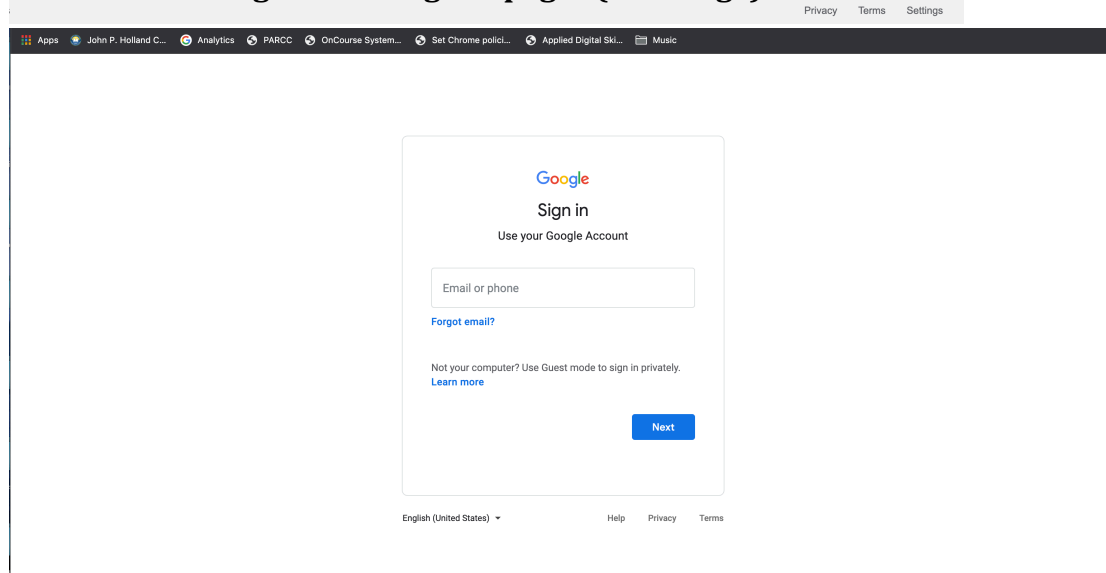 Privacy Terms Settings
Apps John P. Holland C... Analytics PARCC OnCourse System... Set Chrome polici... Applied Digital Ski... Music
Google
Sign in
Use your Google Account
Email or phone
Forgot email?
Not your computer? Use Guest mode to sign in privately.
Learn more
Next
English (United States) Help Privacy Terms